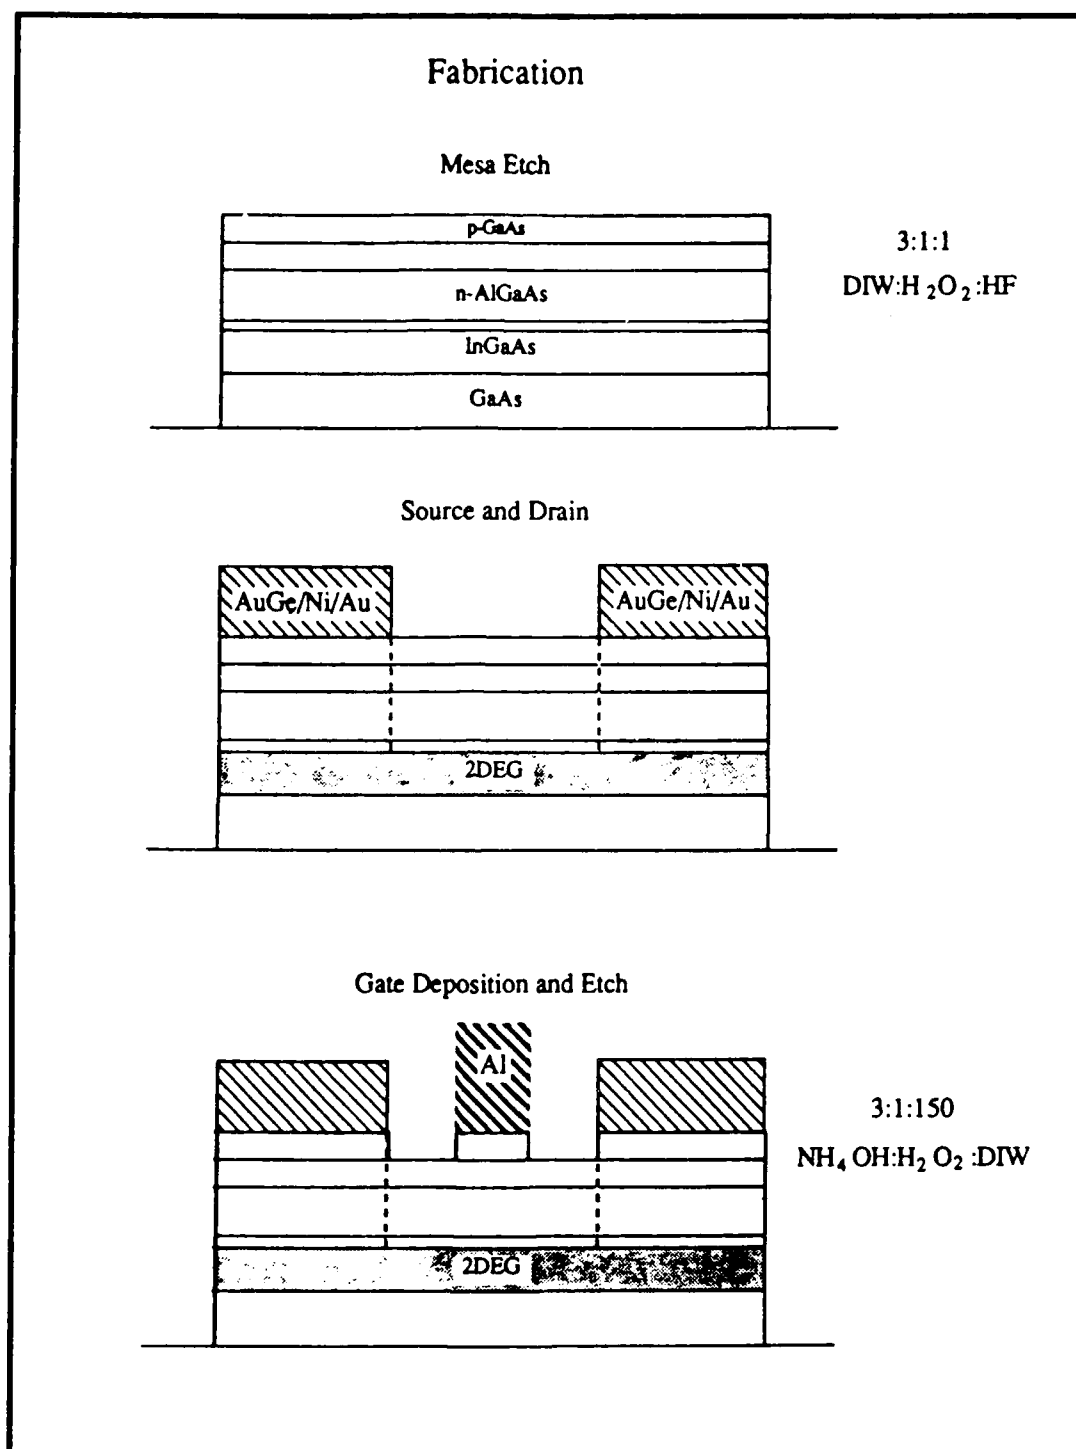 Fabrication
Mesa Etch
p-GaAs
n-AlGaAs
InGaAs
GaAs
3:1:1
DIW:H₂O₂:HF
Source and Drain
AuGe/Ni/Au AuGe/Ni/Au
2DEG
Gate Deposition and Etch
Al
2DEG
3:1:150
NH₄OH:H₂O₂:DIW